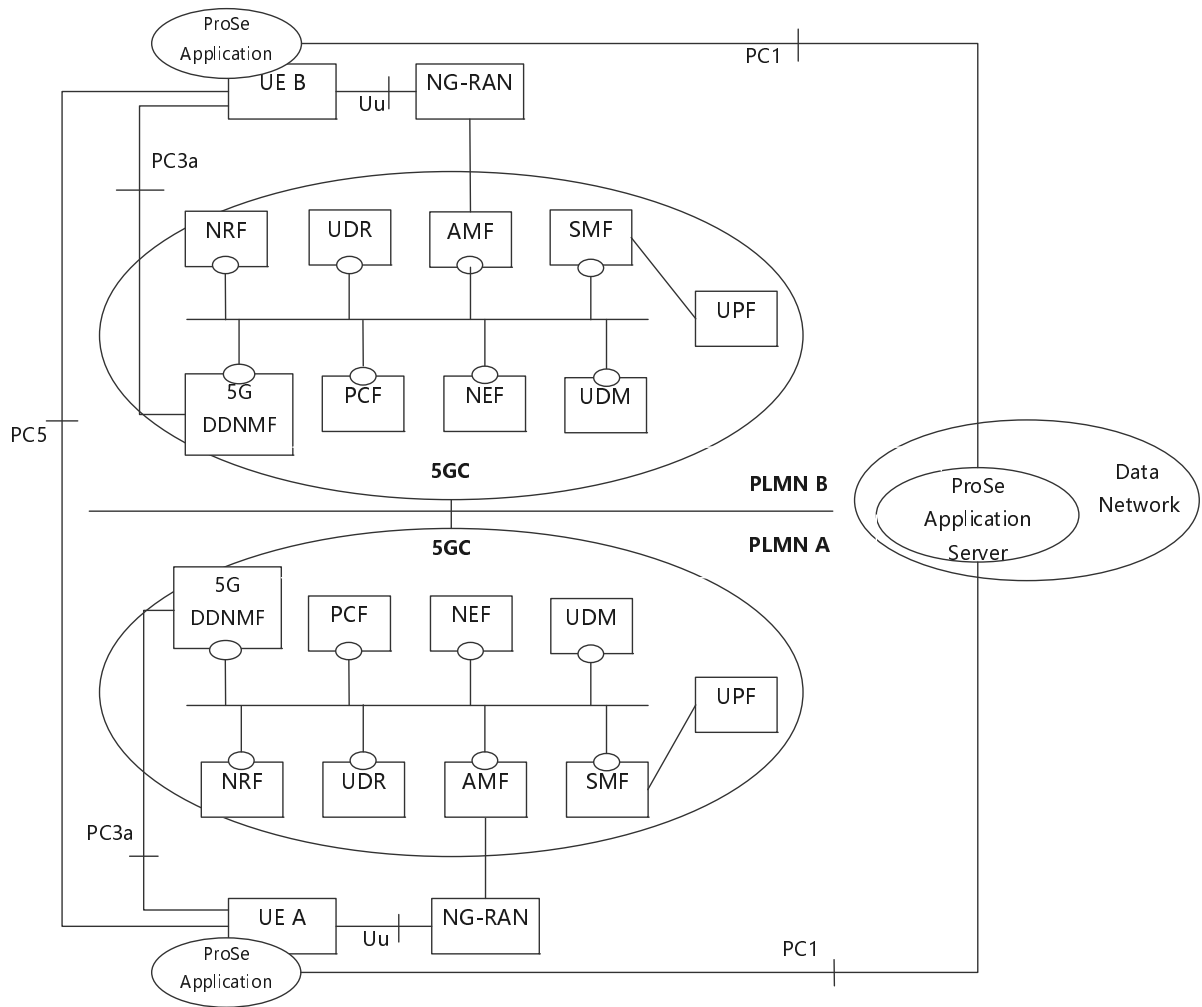 ProSe
Application
PC1
UE B
Uu
NG-RAN
PC3a
NRF
UDR
AMF
SMF
UPF
5G
DDNMF
PCF
NEF
UDM
PC5
5GC
PLMN B
Data
Network
ProSe
Application
Server
5GC
PLMN A
5G
DDNMF
PCF
NEF
UDM
UPF
NRF
UDR
AMF
SMF
PC3a
UE A
Uu
NG-RAN
PC1
ProSe
Application